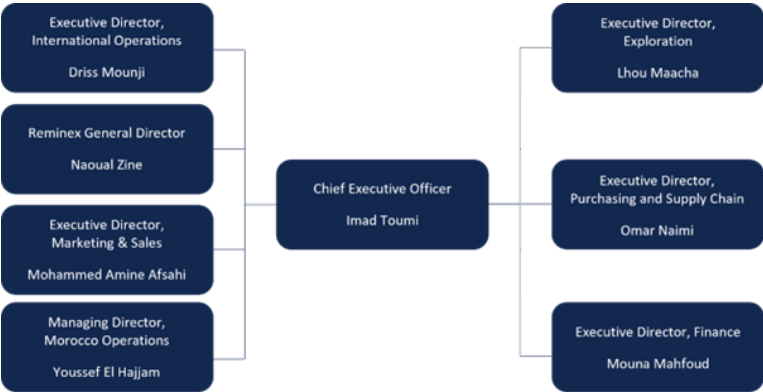 Executive Director,
International Operations
Driss Mounji
Reminex General Director
Naoual Zine
Executive Director,
Marketing & Sales
Mohammed Amine Afsahi
Managing Director,
Morocco Operations
Youssef El Hajjam
Chief Executive Officer
Imad Toumi
Executive Director,
Exploration
Lhou Maacha
Executive Director,
Purchasing and Supply Chain
Omar Naimi
Executive Director, Finance
Mouna Mahfoud